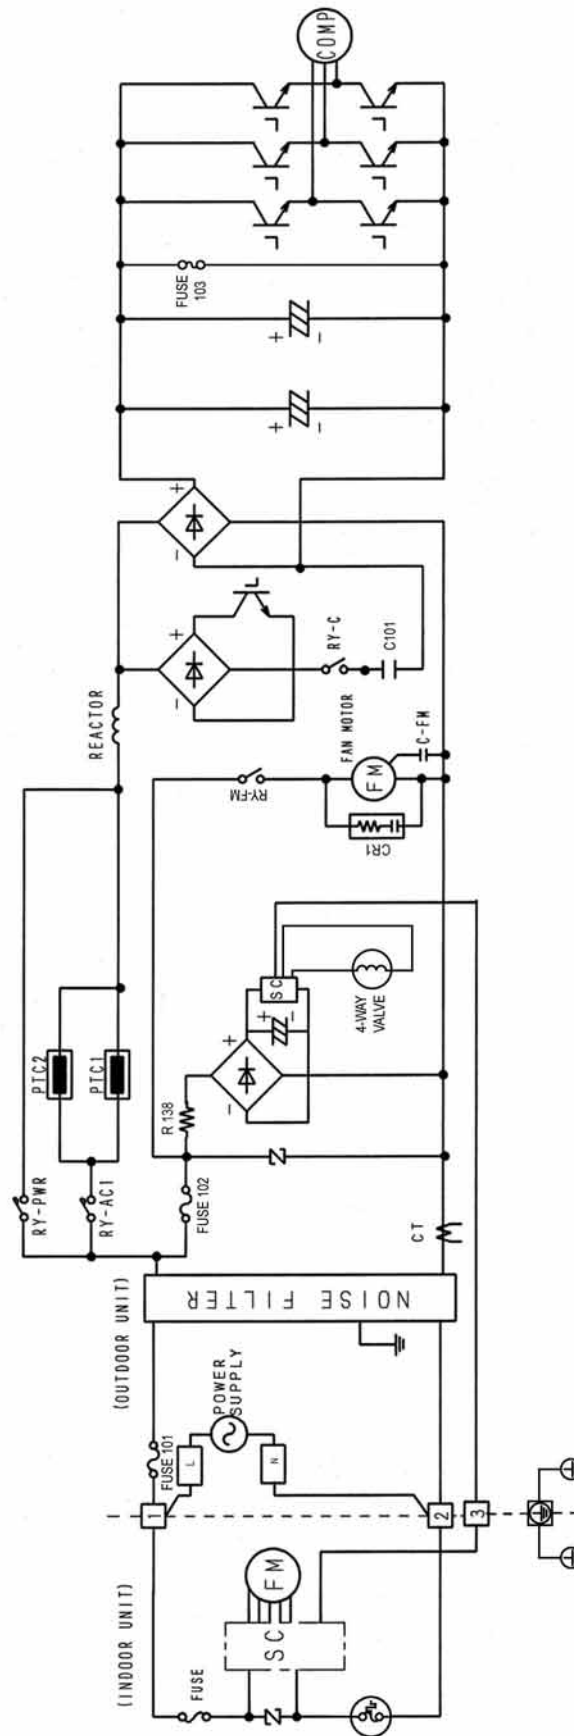 (INDOOR UNIT)
FUSE
SC
FM
1
2
3
FUSE 101
L
N
POWER
SUPPLY
(OUTDOOR UNIT)
NOISE FILTER
CT
RY-PWR
RY-AC1
FUSE 102
R 138
PTC2
PTC1
+
-
+
-
SC
4-WAY
VALVE
REACTOR
RY-FM
CR1
FAN MOTOR
FM
C-FM
+
-
L
RY-C
C101
+
-
+
-
+
-
FUSE
103
L
L
L
L
L
L
COMP